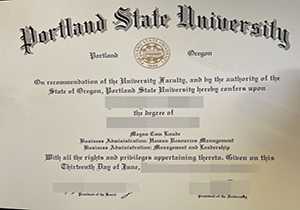 Portland State University
Portland Oregon
On recommendation of the University Faculty, and by the authority of the
State of Oregon, Portland State University hereby confers upon
the degree of
Magna Cum Laude
Business Administration: Human Resources Management
Business Administration: Management and Leadership
With all the rights and privileges appertaining thereto. Given on this
Thirteenth Day of June,
President of the Board
President of the University